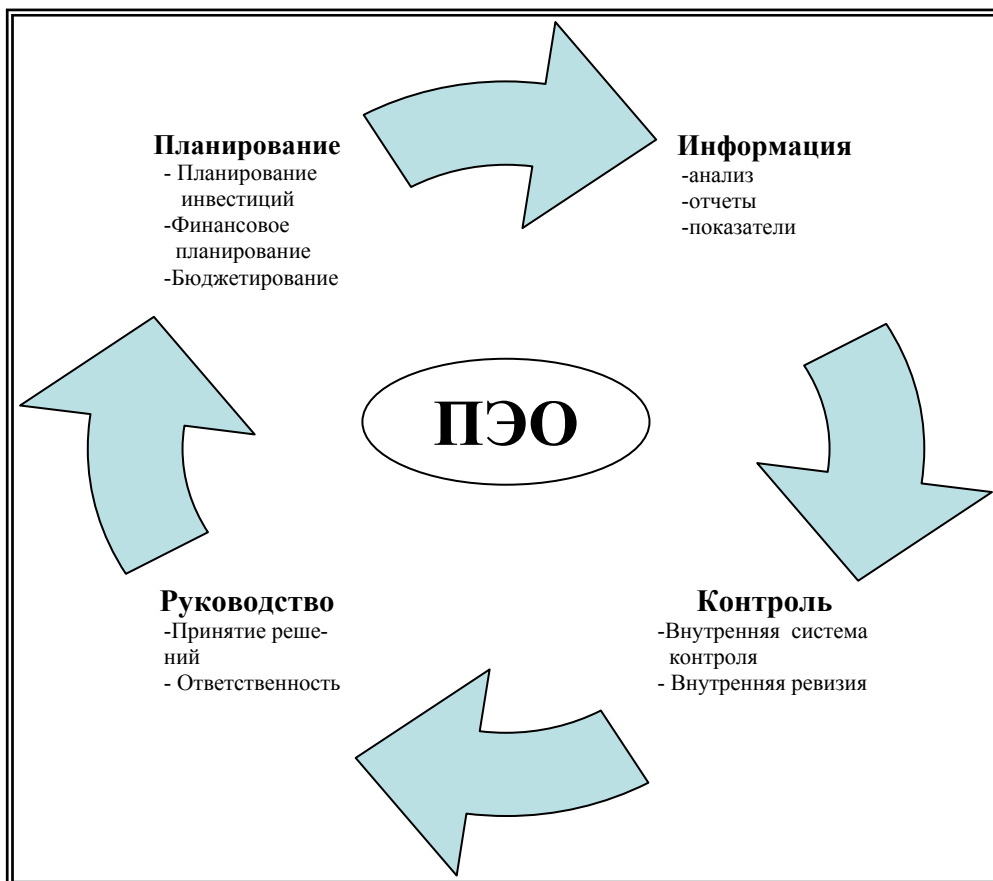 Планирование
- Планирование
инвестиций
-Финансовое
планирование
-Бюджетирование
Информация
-анализ
-отчеты
-показатели
ПЭО
Руководство
-Принятие реше-
ний
- Ответственность
Контроль
-Внутренняя система
контроля
- Внутренняя ревизия